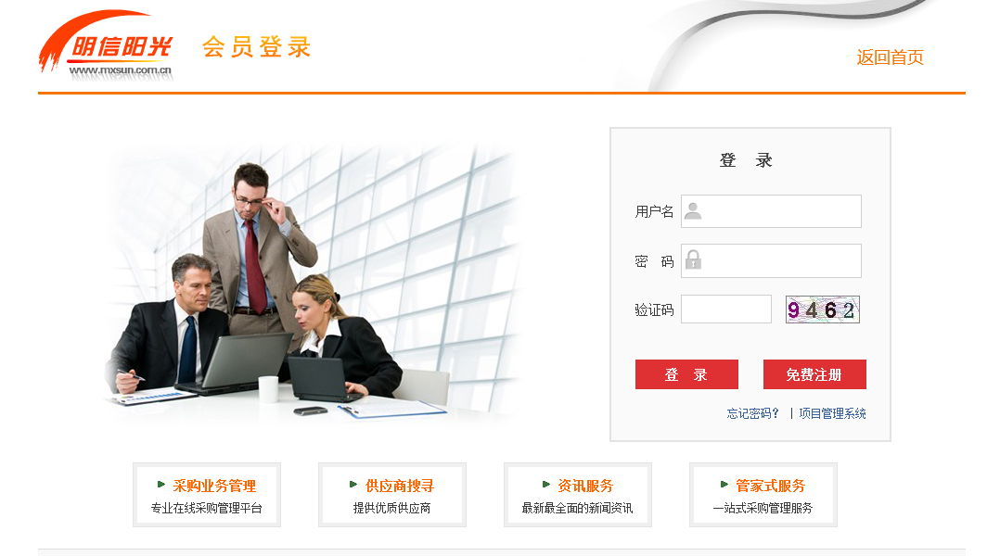 明信阳光
www.mxsun.com.cn
会员登录
返回首页
登 录
用户名
密 码
验证码
9462
登 录 免费注册
忘记密码？ | 项目管理系统
采购业务管理
专业在线采购管理平台
供应商搜寻
提供优质供应商
资讯服务
最新最全面的新闻资讯
管家式服务
一站式采购管理服务